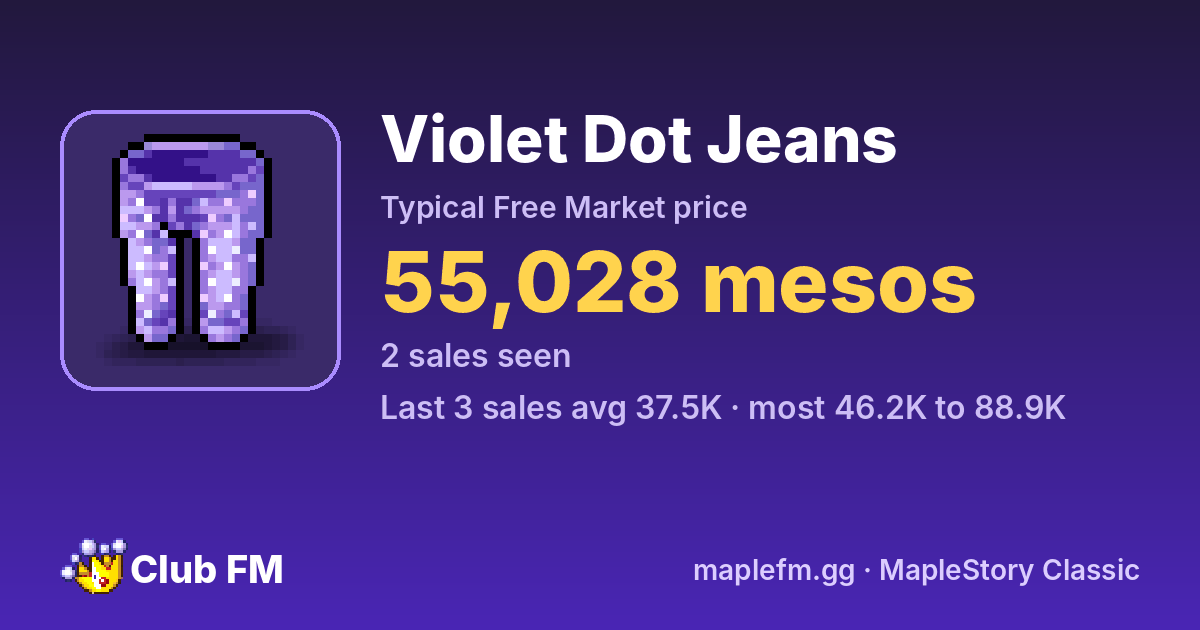 Violet Dot Jeans
Typical Free Market price
55,028 mesos
2 sales seen
Last 3 sales avg 37.5K · most 46.2K to 88.9K
Club FM
maplefm.gg · MapleStory Classic